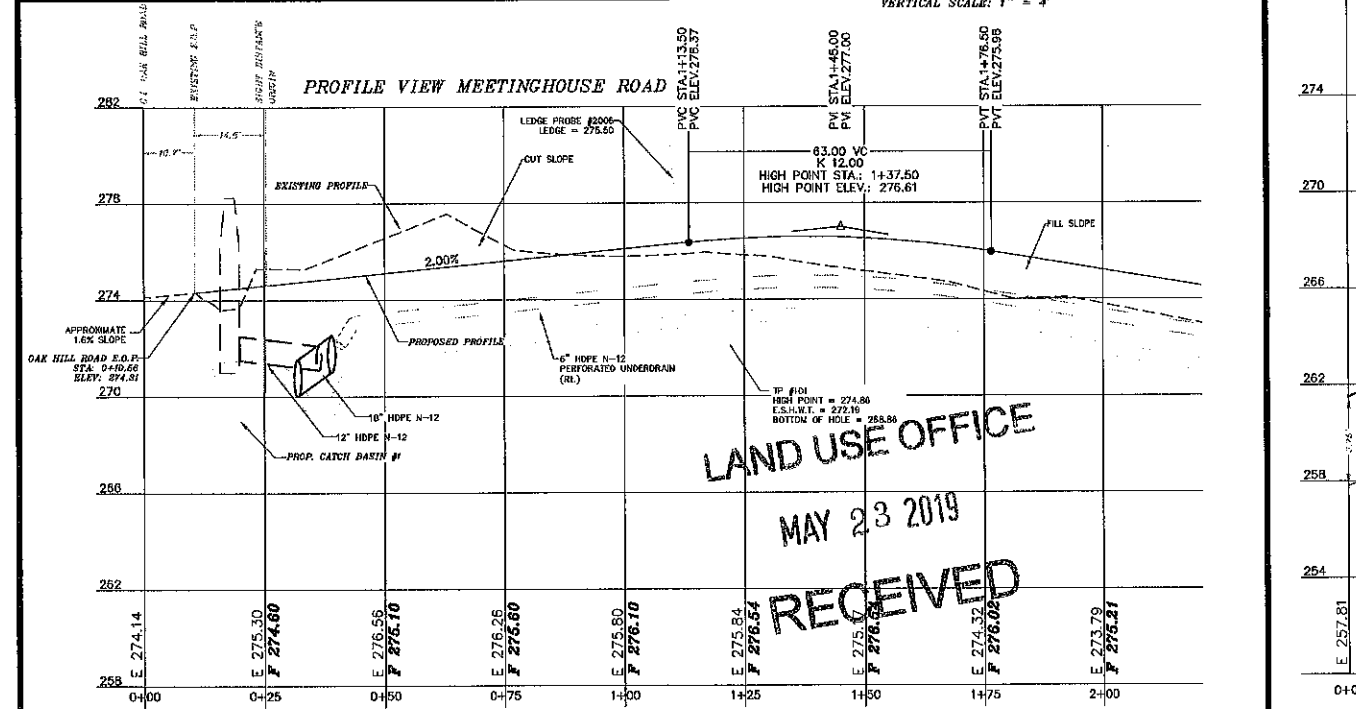 VERTICAL SCALE: 1" = 4'
EXISTING E.O.P
SIGHT DISTANCE
ORIGIN
PROFILE VIEW MEETINGHOUSE ROAD
PVC STA.1+13.50
PVC ELEV.276.37
PVI STA.1+45.00
PVI ELEV.277.00
PVT STA.1+76.50
PVT ELEV.275.98
282
278
274
270
266
262
258
14.5'
LEDGE PROBE #2006
LEDGE = 275.50
CUT SLOPE
EXISTING PROFILE
63.00 VC
K 12.00
HIGH POINT STA.: 1+37.50
HIGH POINT ELEV.: 276.61
FILL SLOPE
2.00%
APPROXIMATE
1.6% SLOPE
OAK HILL ROAD E.O.P.
STA: 0+10.66
ELEV: 274.31
PROPOSED PROFILE
6" HDPE N-12
PERFORATED UNDERDRAIN
(Rt.)
TP #101
HIGH POINT = 274.86
E.S.H.W.T. = 272.19
BOTTOM OF HOLE = 268.86
12" HDPE N-12
PROP. CATCH BASIN #1
LAND USE OFFICE
MAY 23 2019
RECEIVED
E 274.14
E 275.30
F 274.60
E 276.56
F 275.10
E 276.26
F 275.60
E 275.80
F 276.10
E 275.84
F 276.54
E 274.32
F 276.02
E 273.79
F 275.21
0+00
0+25
0+50
0+75
1+00
1+25
1+50
1+75
2+00
274
270
266
262
258
254
E 257.81